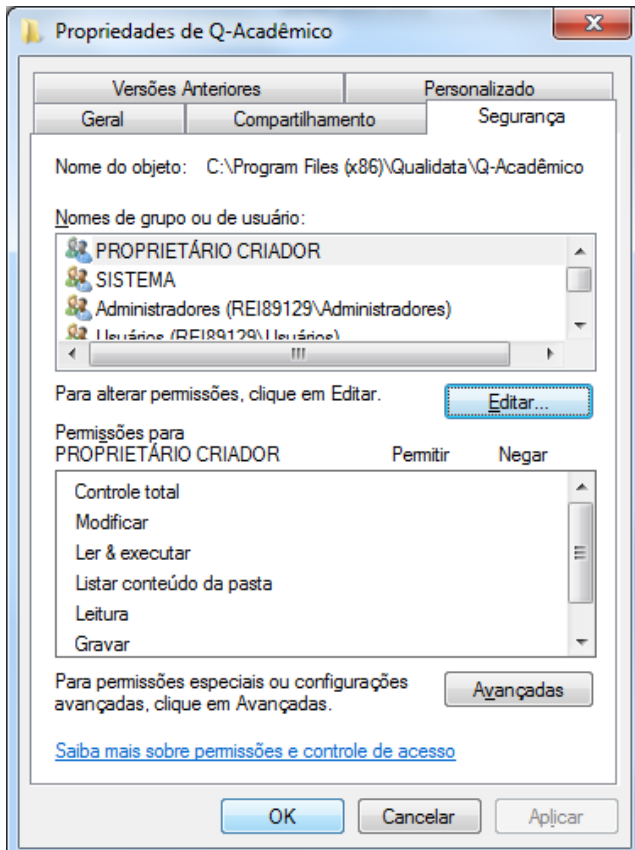 Propriedades de Q-Acadêmico
Versões Anteriores Personalizado
Geral Compartilhamento Segurança
Nome do objeto: C:\Program Files (x86)\Qualidata\Q-Acadêmico
Nomes de grupo ou de usuário:
PROPRIETÁRIO CRIADOR
SISTEMA
Administradores (REI89129\Administradores)
Usuários (REI89129\Usuários)
Para alterar permissões, clique em Editar.
Editar...
Permissões para
PROPRIETÁRIO CRIADOR Permitir Negar
Controle total
Modificar
Ler & executar
Listar conteúdo da pasta
Leitura
Gravar
Para permissões especiais ou configurações
avançadas, clique em Avançadas.
Avançadas
Saiba mais sobre permissões e controle de acesso
OK Cancelar Aplicar